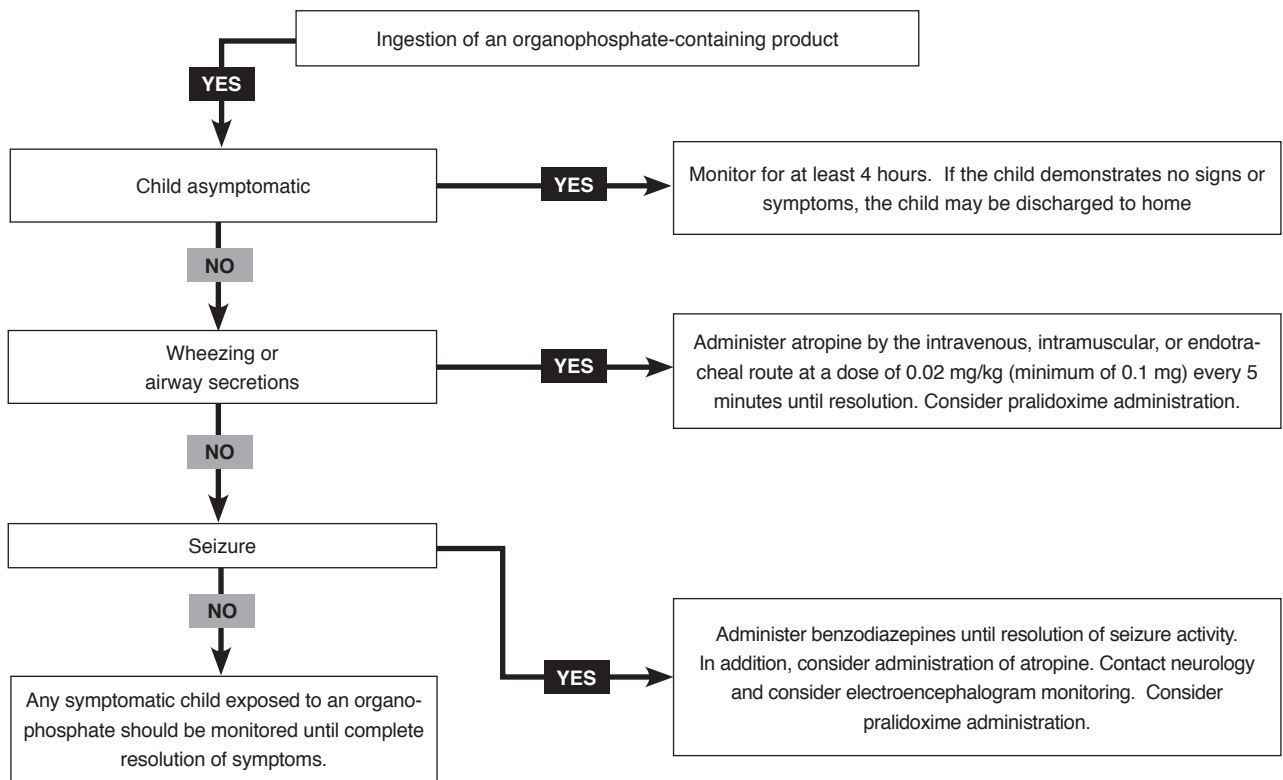 Ingestion of an organophosphate-containing product
YES
Child asymptomatic
YES
Monitor for at least 4 hours. If the child demonstrates no signs or
symptoms, the child may be discharged to home
NO
Wheezing or
airway secretions
YES
Administer atropine by the intravenous, intramuscular, or endotra-
cheal route at a dose of 0.02 mg/kg (minimum of 0.1 mg) every 5
minutes until resolution. Consider pralidoxime administration.
NO
Seizure
YES
Administer benzodiazepines until resolution of seizure activity.
In addition, consider administration of atropine. Contact neurology
and consider electroencephalogram monitoring. Consider
pralidoxime administration.
NO
Any symptomatic child exposed to an organo-
phosphate should be monitored until complete
resolution of symptoms.